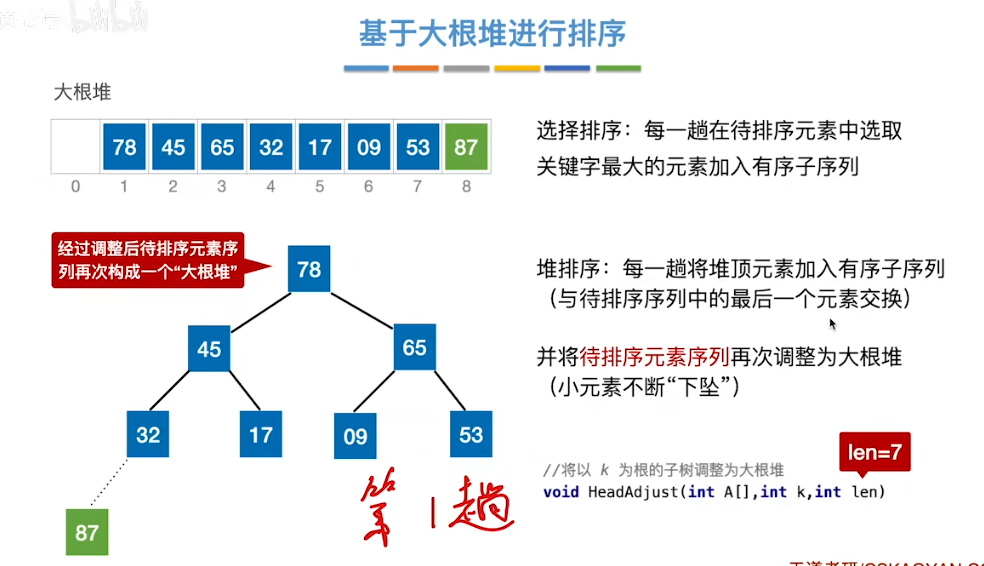 基于大根堆进行排序
大根堆
78 45 65 32 17 09 53 87
0 1 2 3 4 5 6 7 8
选择排序：每一趟在待排序元素中选取
关键字最大的元素加入有序子序列
经过调整后待排序元素序
列再次构成一个“大根堆”
78
45 65
32 17 09 53
87
堆排序：每一趟将堆顶元素加入有序子序列
（与待排序序列中的最后一个元素交换）
并将待排序元素序列再次调整为大根堆
（小元素不断“下坠”）
len=7
//将以 k 为根的子树调整为大根堆
void HeadAdjust(int A[],int k,int len)
第1趟